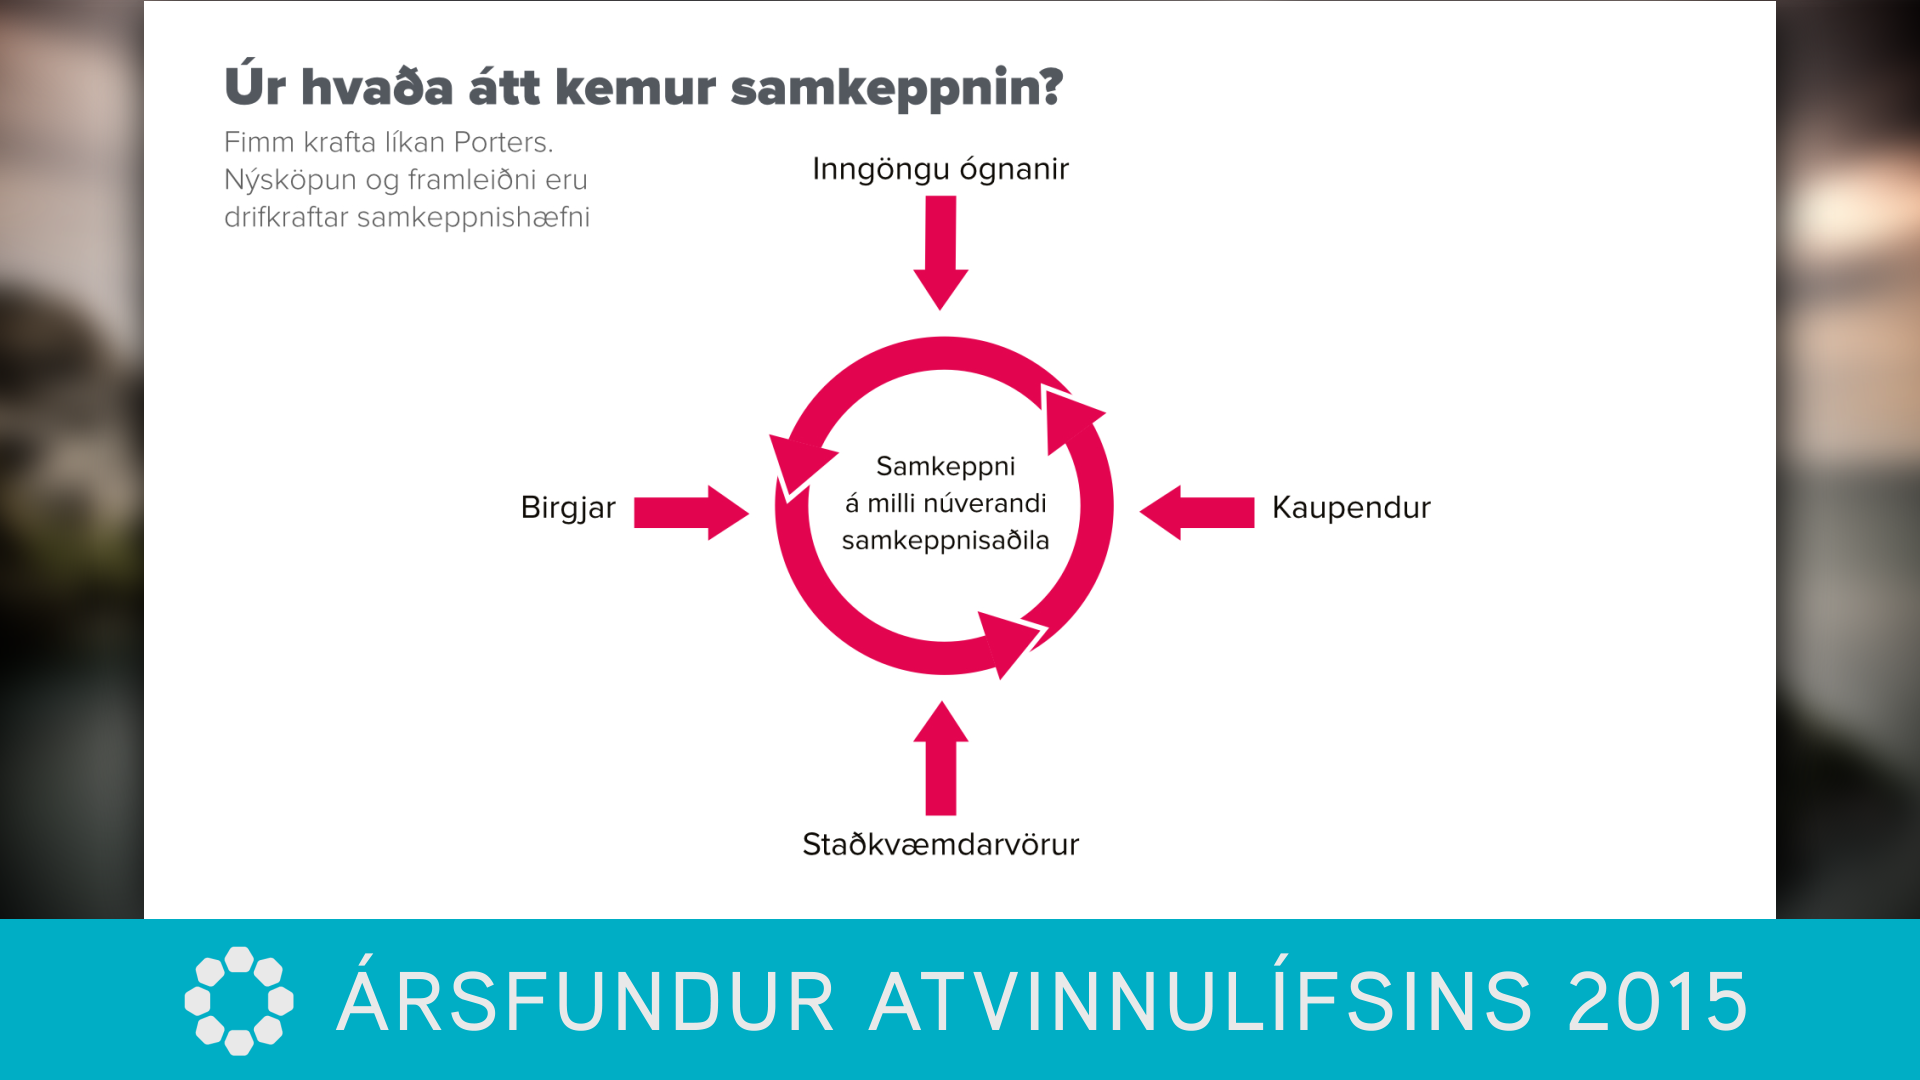 Úr hvaða átt kemur samkeppnin?
Fimm krafta líkan Porters.
Nýsköpun og framleiðni eru
drifkraftar samkeppnishæfni
Inngöngu ógnanir
Birgjar
Samkeppni
á milli núverandi
samkeppnisaðila
Kaupendur
Staðkvæmdarvörur
ÁRSFUNDUR ATVINNULÍFSINS 2015